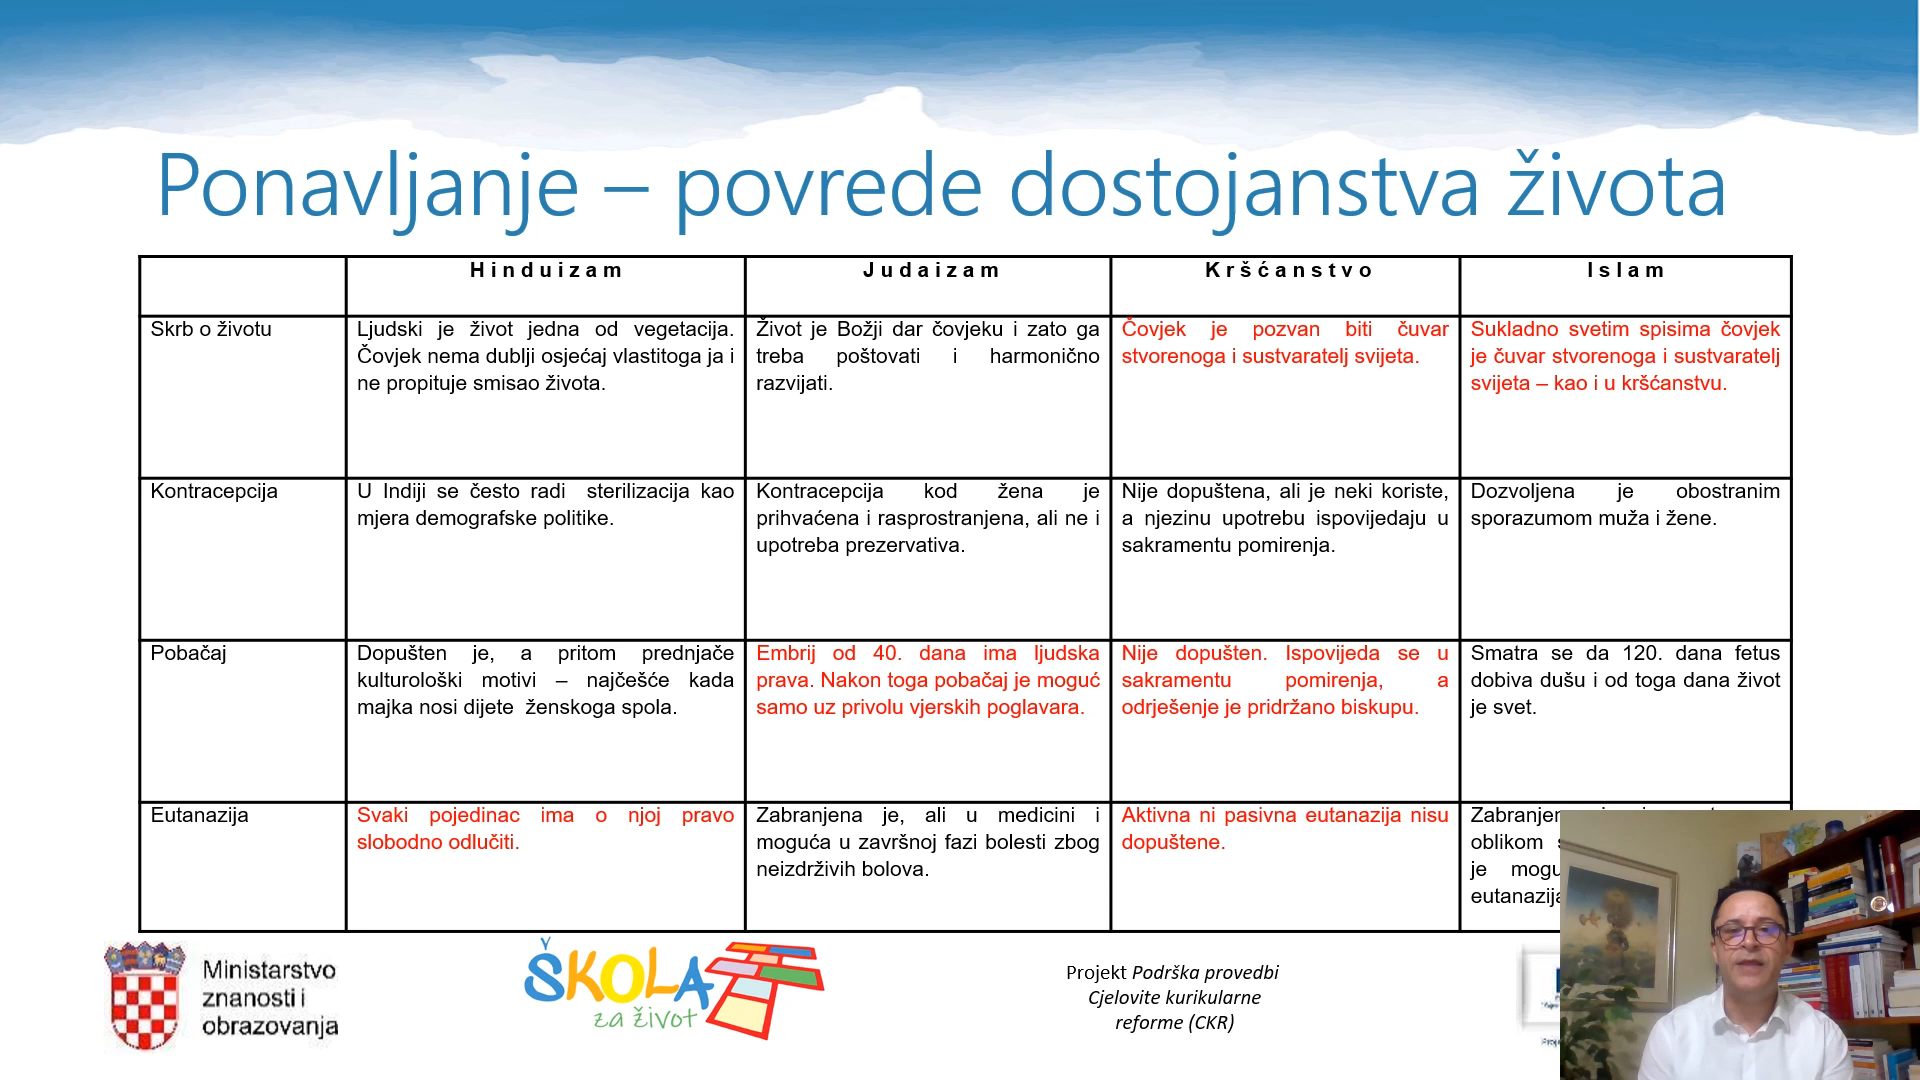 Ponavljanje – povrede dostojanstva života
Hinduizam
Judaizam
Kršćanstvo
Islam
Skrb o životu
Ljudski je život jedna od vegetacija.
Čovjek nema dublji osjećaj vlastitoga ja i
ne propituje smisao života.
Život je Božji dar čovjeku i zato ga
treba poštovati i harmonično
razvijati.
Čovjek je pozvan biti čuvar
stvorenoga i sustvaratelj svijeta.
Sukladno svetim spisima čovjek
je čuvar stvorenoga i sustvaratelj
svijeta – kao i u kršćanstvu.
Kontracepcija
U Indiji se često radi sterilizacija kao
mjera demografske politike.
Kontracepcija kod žena je
prihvaćena i rasprostranjena, ali ne i
upotreba prezervativa.
Nije dopuštena, ali je neki koriste,
a njezinu upotrebu ispovijedaju u
sakramentu pomirenja.
Dozvoljena je obostranim
sporazumom muža i žene.
Pobačaj
Dopušten je, a pritom prednjače
kulturološki motivi – najčešće kada
majka nosi dijete ženskoga spola.
Embrij od 40. dana ima ljudska
prava. Nakon toga pobačaj je moguć
samo uz privolu vjerskih poglavara.
Nije dopušten. Ispovijeda se u
sakramentu pomirenja, a
odrješenje je pridržano biskupu.
Smatra se da 120. dana fetus
dobiva dušu i od toga dana život
je svet.
Eutanazija
Svaki pojedinac ima o njoj pravo
slobodno odlučiti.
Zabranjena je, ali u medicini i
moguća u završnoj fazi bolesti zbog
neizdrživih bolova.
Aktivna ni pasivna eutanazija nisu
dopuštene.
oblikom
je
Ministarstvo
znanosti i
obrazovanja
ŠKOLA
za život
Projekt Podrška provedbi
Cjelovite kurikularne
reforme (CKR)